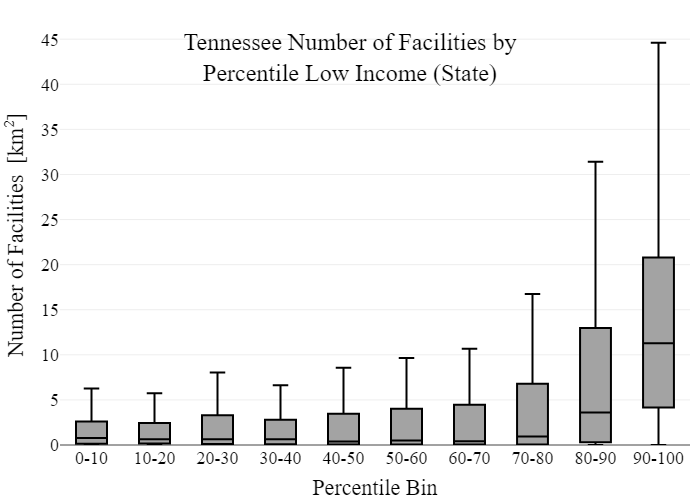 Tennessee Number of Facilities by
Percentile Low Income (State)
Number of Facilities [km²]
45
40
35
30
25
20
15
10
5
0
0-10 10-20 20-30 30-40 40-50 50-60 60-70 70-80 80-90 90-100
Percentile Bin